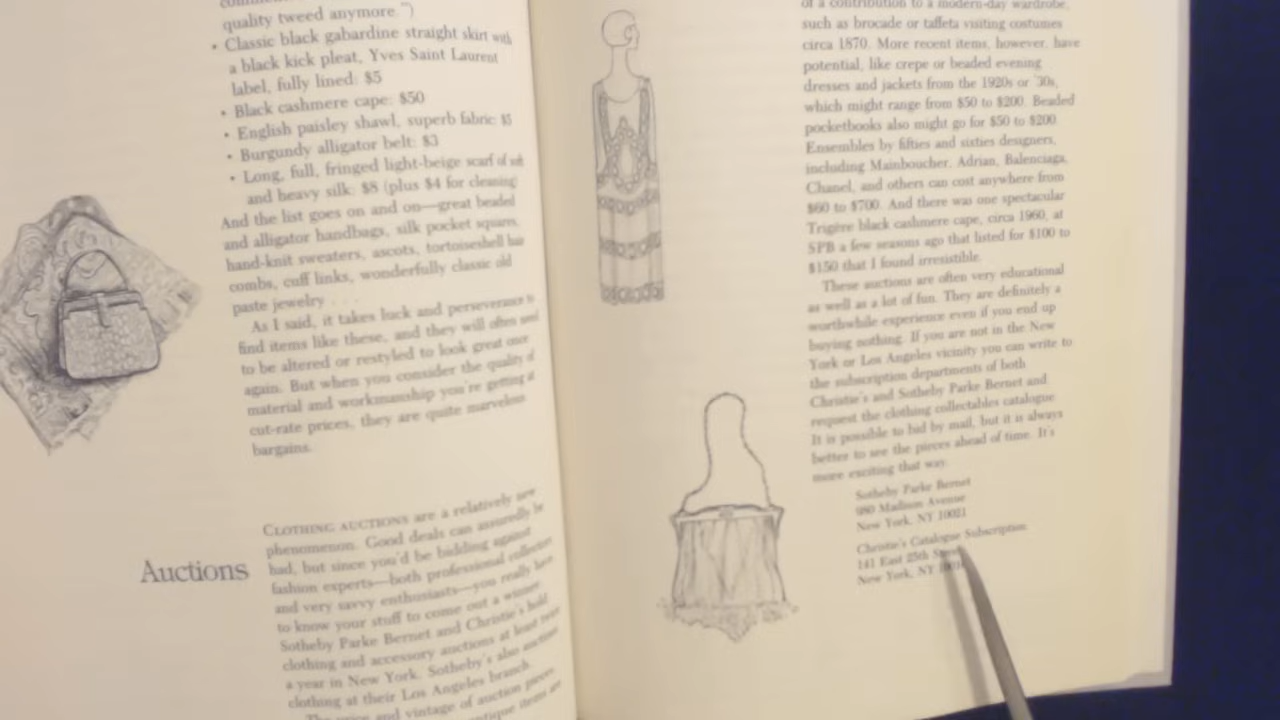 quality tweed anymore.")
• Classic black gabardine straight skirt with
a black kick pleat, Yves Saint Laurent
label, fully lined: $5
• Black cashmere cape: $50
• English paisley shawl, superb fabric: $5
• Burgundy alligator belt: $3
• Long, full, fringed light-beige scarf of soft
and heavy silk: $8 (plus $4 for cleaning)
And the list goes on and on—great beaded
and alligator handbags, silk pocket squares,
hand-knit sweaters, ascots, tortoiseshell hair
combs, cuff links, wonderfully classic old
paste jewelry . . .
As I said, it takes luck and perseverance to
find items like these, and they will often need
to be altered or restyled to look great once
again. But when you consider the quality of
material and workmanship you're getting at
cut-rate prices, they are quite marvelous
bargains.
Auctions
CLOTHING AUCTIONS are a relatively new
phenomenon. Good deals can assuredly be
had, but since you'd be bidding against
fashion experts—both professional collectors
and very savvy enthusiasts—you really have
to know your stuff to come out a winner.
Sotheby Parke Bernet and Christie's hold
clothing and accessory auctions at least twice
a year in New York. Sotheby's also auctions
clothing at their Los Angeles branch.
The price and vintage of auction pieces
antique items are
of a contribution to a modern-day wardrobe,
such as brocade or taffeta visiting costumes
circa 1870. More recent items, however, have
potential, like crepe or beaded evening
dresses and jackets from the 1920s or '30s,
which might range from $50 to $200. Beaded
pocketbooks also might go for $50 to $200.
Ensembles by fifties and sixties designers,
including Mainboucher, Adrian, Balenciaga,
Chanel, and others can cost anywhere from
$60 to $700. And there was one spectacular
Trigère black cashmere cape, circa 1960, at
SPB a few seasons ago that listed for $100 to
$150 that I found irresistible.
These auctions are often very educational
as well as a lot of fun. They are definitely a
worthwhile experience even if you end up
buying nothing. If you are not in the New
York or Los Angeles vicinity you can write to
the subscription departments of both
Christie's and Sotheby Parke Bernet and
request the clothing collectables catalogue
It is possible to bid by mail, but it is always
better to see the pieces ahead of time. It's
more exciting that way.
Sotheby Parke Bernet
980 Madison Avenue
New York, NY 10021
Christie's Catalogue Subscription
141 East 25th
New York, NY